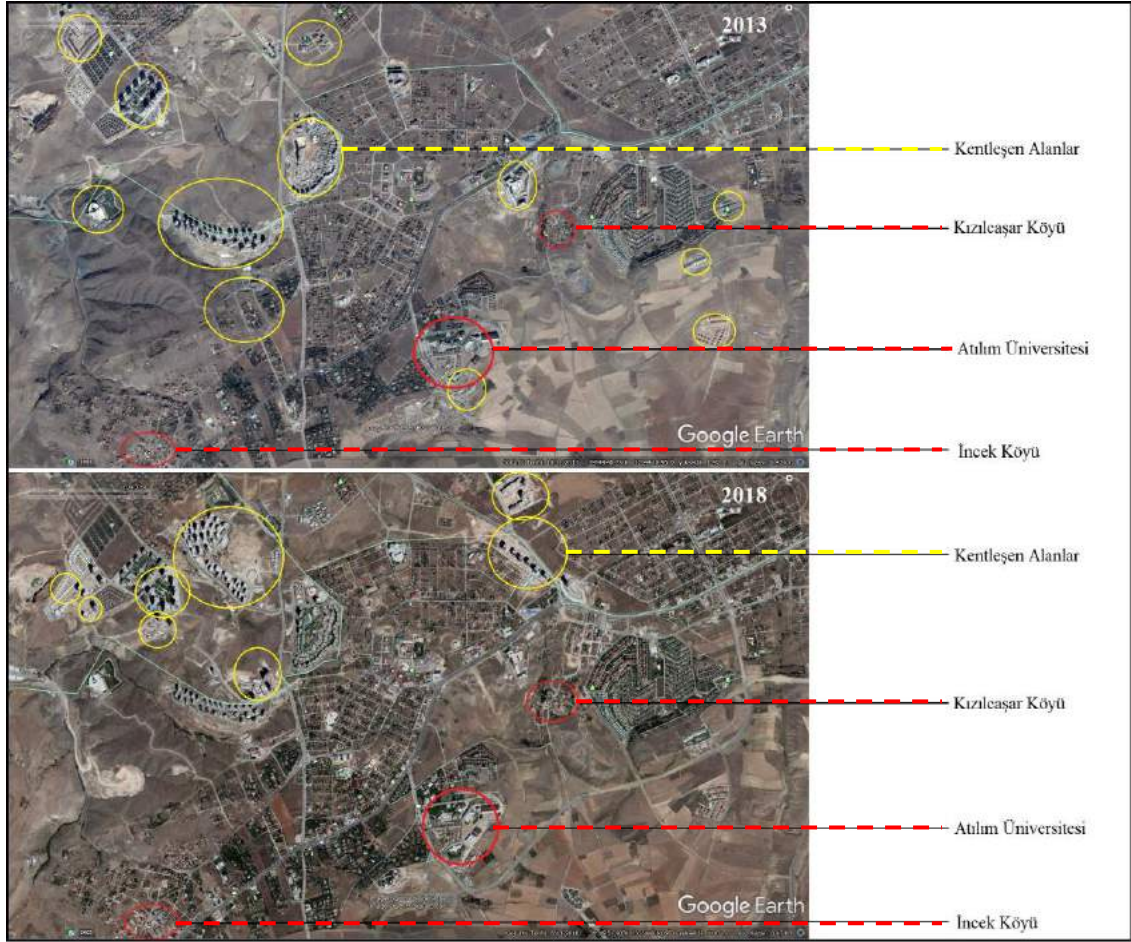 2013
Kentleşen Alanlar
Kızılcaşar Köyü
Atılım Üniversitesi
Google Earth
İncek Köyü
2018
Kentleşen Alanlar
Kızılcaşar Köyü
Atılım Üniversitesi
Google Earth
İncek Köyü